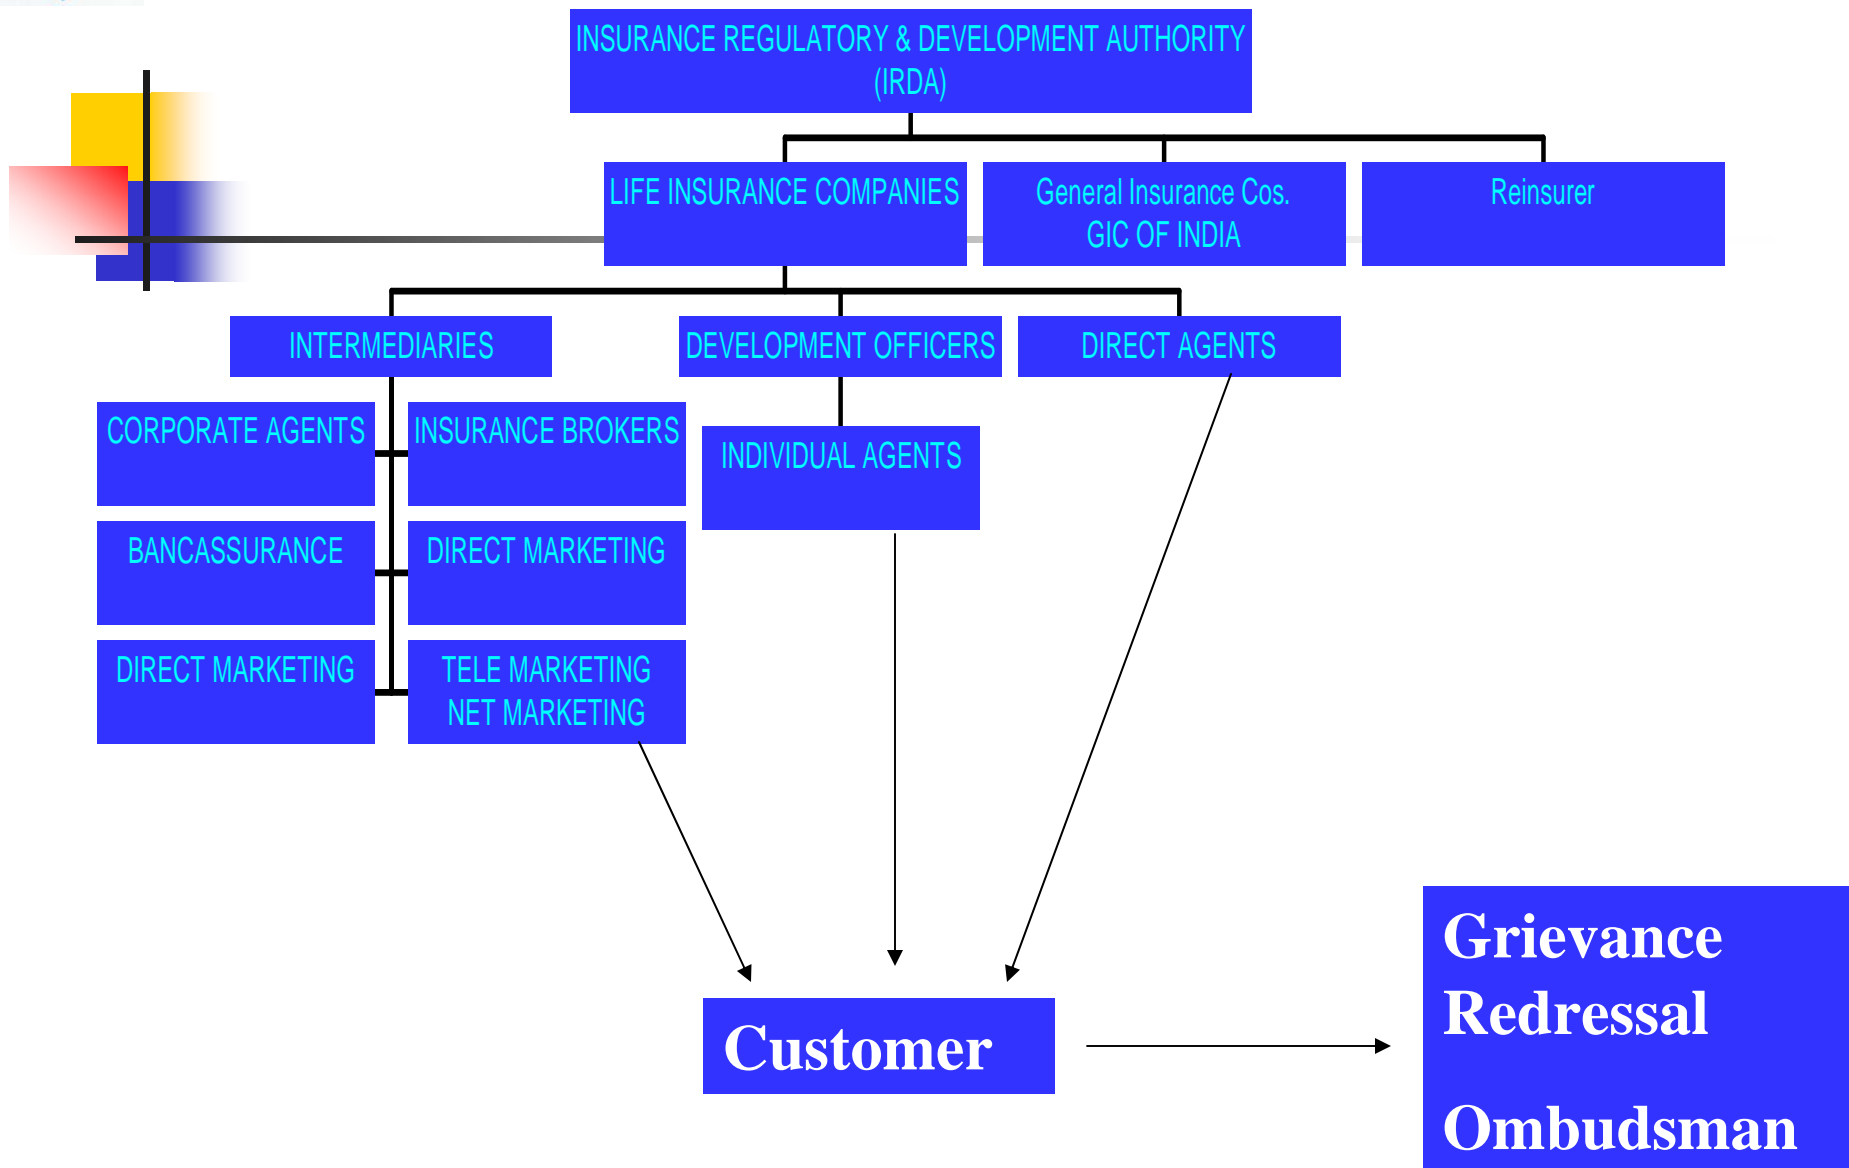 INSURANCE REGULATORY & DEVELOPMENT AUTHORITY
(IRDA)
LIFE INSURANCE COMPANIES
General Insurance Cos.
GIC OF INDIA
Reinsurer
INTERMEDIARIES
DEVELOPMENT OFFICERS
DIRECT AGENTS
CORPORATE AGENTS
INSURANCE BROKERS
INDIVIDUAL AGENTS
BANCASSURANCE
DIRECT MARKETING
DIRECT MARKETING
TELE MARKETING
NET MARKETING
Customer
Grievance
Redressal
Ombudsman